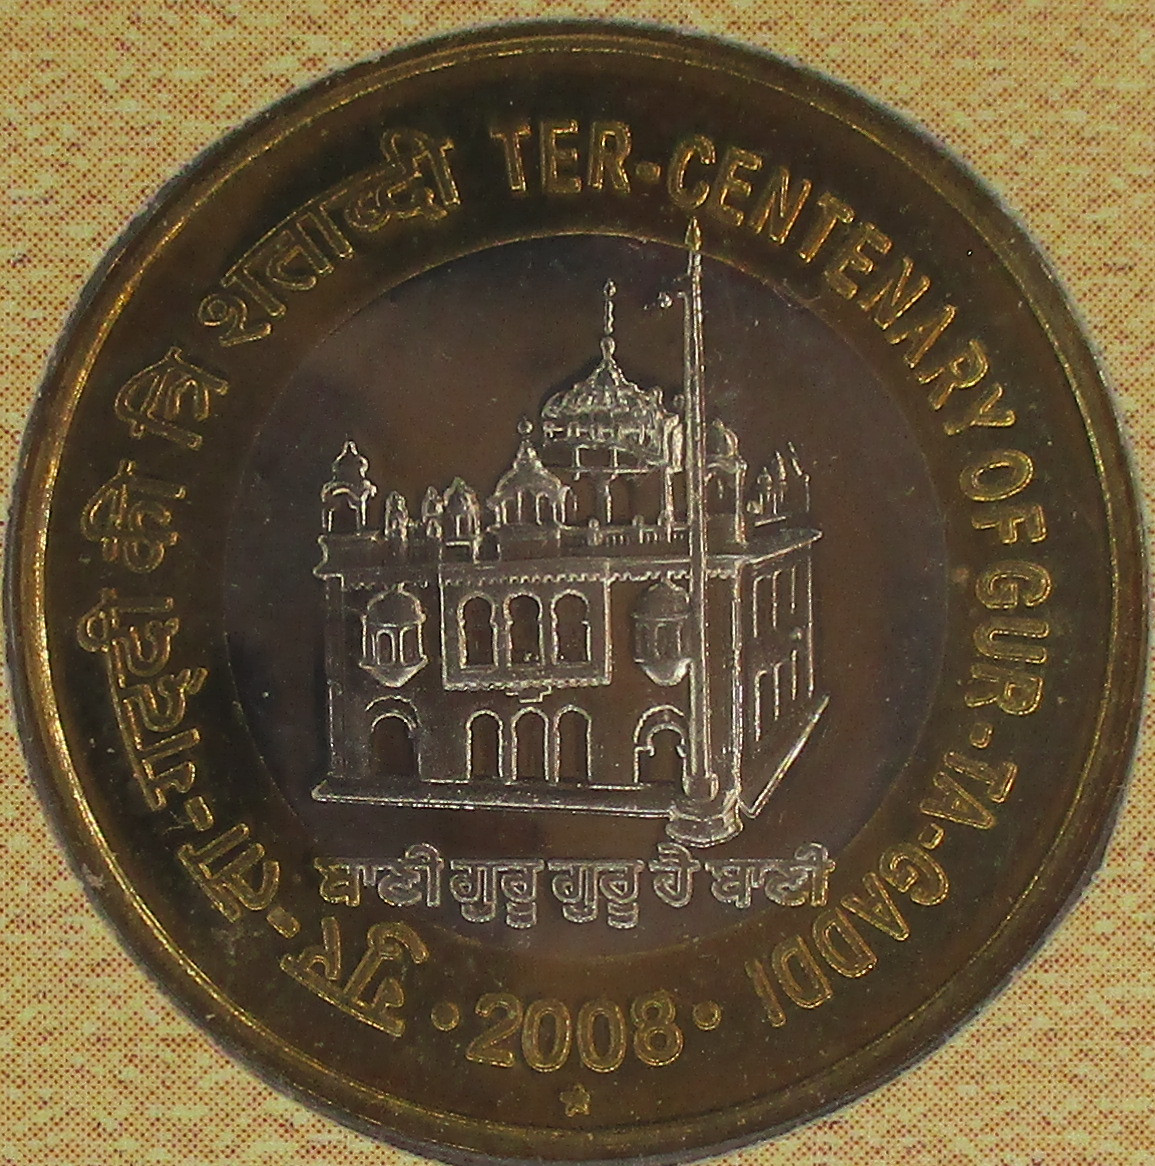 गुर-ता-गद्दी की त्रि शताब्दी
TER-CENTENARY OF GUR-TA-GADDI
ਬਾਣੀ ਗੁਰੂ ਗੁਰੂ ਹੈ ਬਾਣੀ
•2008•